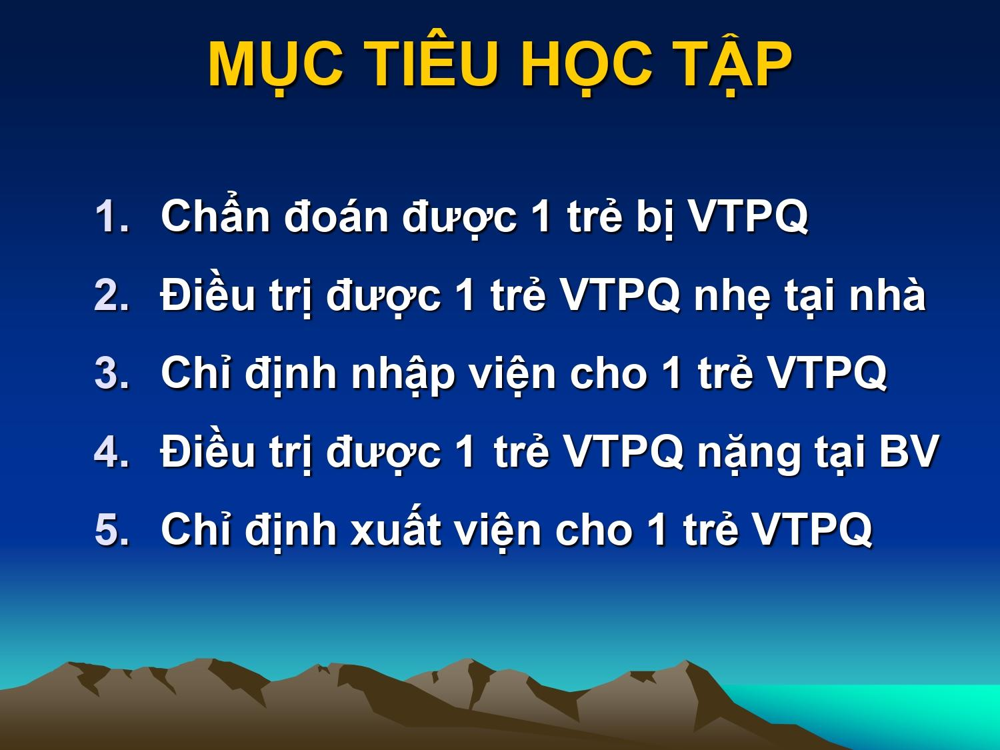 MỤC TIÊU HỌC TẬP
1. Chẩn đoán được 1 trẻ bị VTPQ
2. Điều trị được 1 trẻ VTPQ nhẹ tại nhà
3. Chỉ định nhập viện cho 1 trẻ VTPQ
4. Điều trị được 1 trẻ VTPQ nặng tại BV
5. Chỉ định xuất viện cho 1 trẻ VTPQ